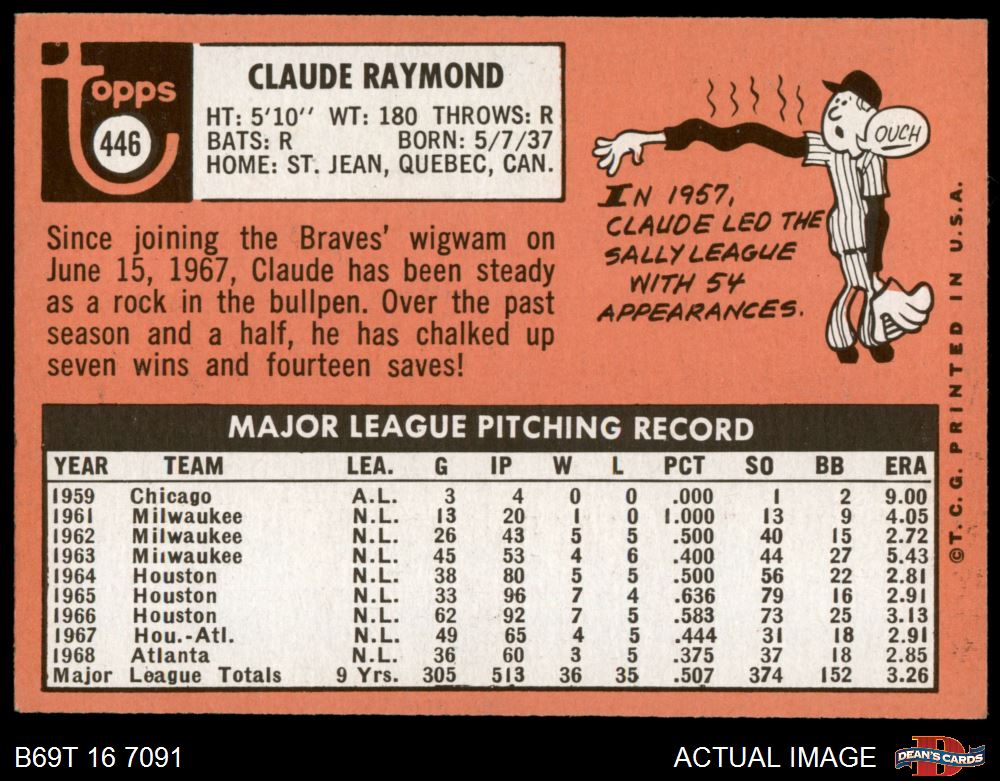 topps
446
CLAUDE RAYMOND
HT: 5'10'' WT: 180 THROWS: R
BATS: R BORN: 5/7/37
HOME: ST. JEAN, QUEBEC, CAN.
Since joining the Braves' wigwam on
June 15, 1967, Claude has been steady
as a rock in the bullpen. Over the past
season and a half, he has chalked up
seven wins and fourteen saves!
OUCH
IN 1957,
CLAUDE LED THE
SALLY LEAGUE
WITH 54
APPEARANCES.
©T.C.G. PRINTED IN U.S.A.
MAJOR LEAGUE PITCHING RECORD
YEAR TEAM LEA. G IP W L PCT SO BB ERA
1959 Chicago A.L. 3 4 0 0 .000 1 2 9.00
1961 Milwaukee N.L. 13 20 1 0 1.000 13 9 4.05
1962 Milwaukee N.L. 26 43 5 5 .500 40 15 2.72
1963 Milwaukee N.L. 45 53 4 6 .400 44 27 5.43
1964 Houston N.L. 38 80 5 5 .500 56 22 2.81
1965 Houston N.L. 33 96 7 4 .636 79 16 2.91
1966 Houston N.L. 62 92 7 5 .583 73 25 3.13
1967 Hou.-Atl. N.L. 49 65 4 5 .444 31 18 2.91
1968 Atlanta N.L. 36 60 3 5 .375 37 18 2.85
Major League Totals 9 Yrs. 305 513 36 35 .507 374 152 3.26
B69T 16 7091
ACTUAL IMAGE
D
DEAN'S CARDS